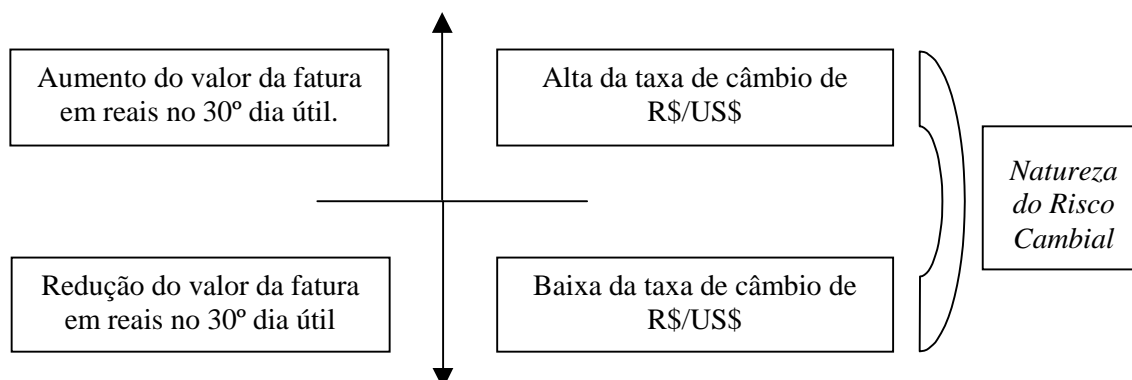 Aumento do valor da fatura
em reais no 30º dia útil.
Alta da taxa de câmbio de
R$/US$
Natureza
do Risco
Cambial
Redução do valor da fatura
em reais no 30º dia útil
Baixa da taxa de câmbio de
R$/US$